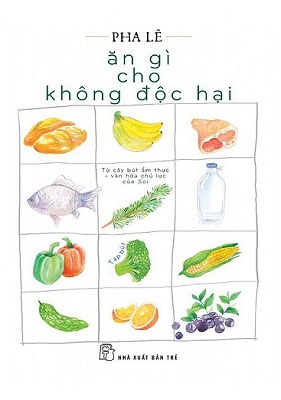 PHA LÊ
ăn gì
cho
không độc hại
Từ cây bút ẩm thực
- văn hóa chủ lực
của Soi
Tạp bút
NHÀ XUẤT BẢN TRẺ